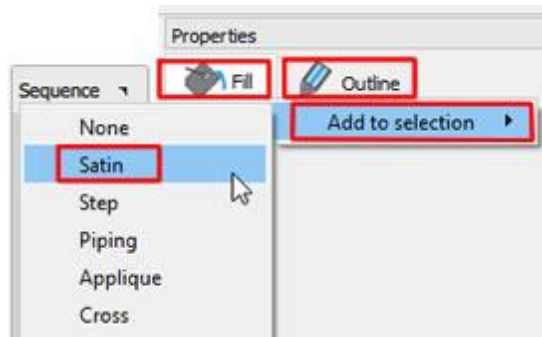 Properties
Sequence
Fill
Outline
Add to selection
None
Satin
Step
Piping
Applique
Cross